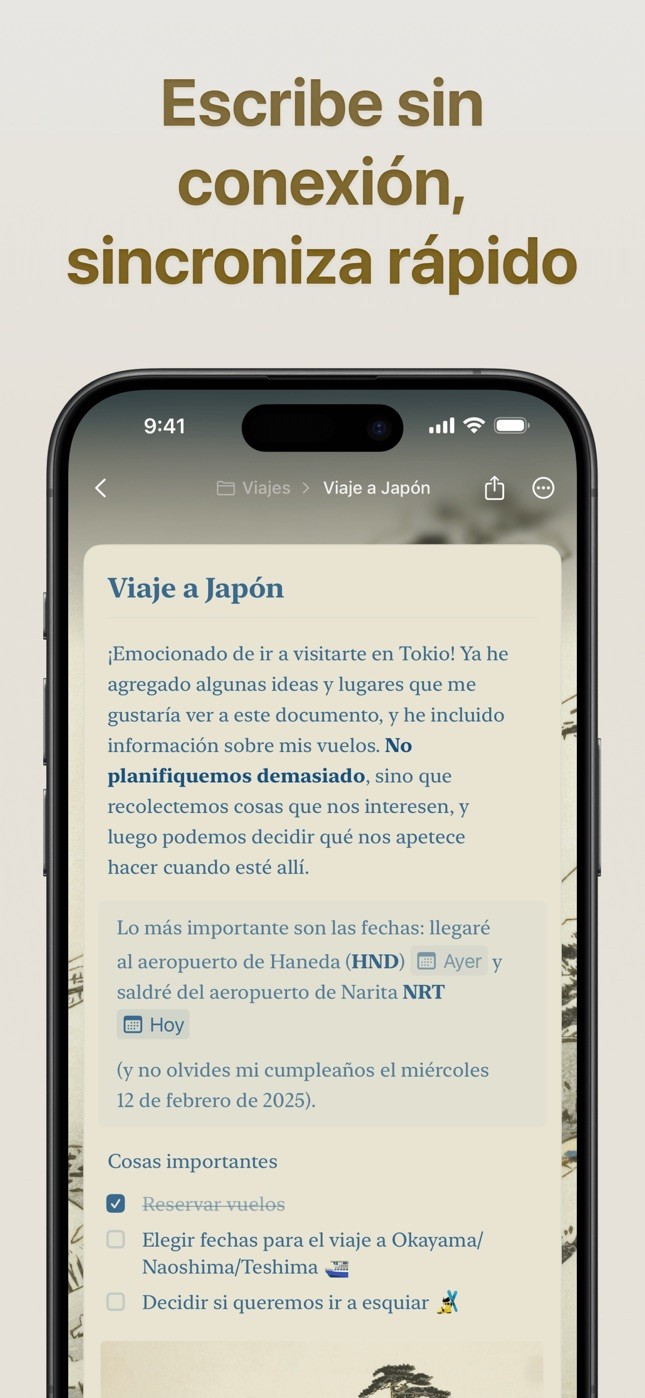 Escribe sin
conexión,
sincroniza rápido
9:41
Viajes > Viaje a Japón
Viaje a Japón
¡Emocionado de ir a visitarte en Tokio! Ya he
agregado algunas ideas y lugares que me
gustaría ver a este documento, y he incluido
información sobre mis vuelos. No
planifiquemos demasiado, sino que
recolectemos cosas que nos interesen, y
luego podemos decidir qué nos apetece
hacer cuando esté allí.
Lo más importante son las fechas: llegaré
al aeropuerto de Haneda (HND) Ayer y
saldré del aeropuerto de Narita NRT
Hoy
(y no olvides mi cumpleaños el miércoles
12 de febrero de 2025).
Cosas importantes
Reservar vuelos
Elegir fechas para el viaje a Okayama/
Naoshima/Teshima 🚢
Decidir si queremos ir a esquiar 🎿